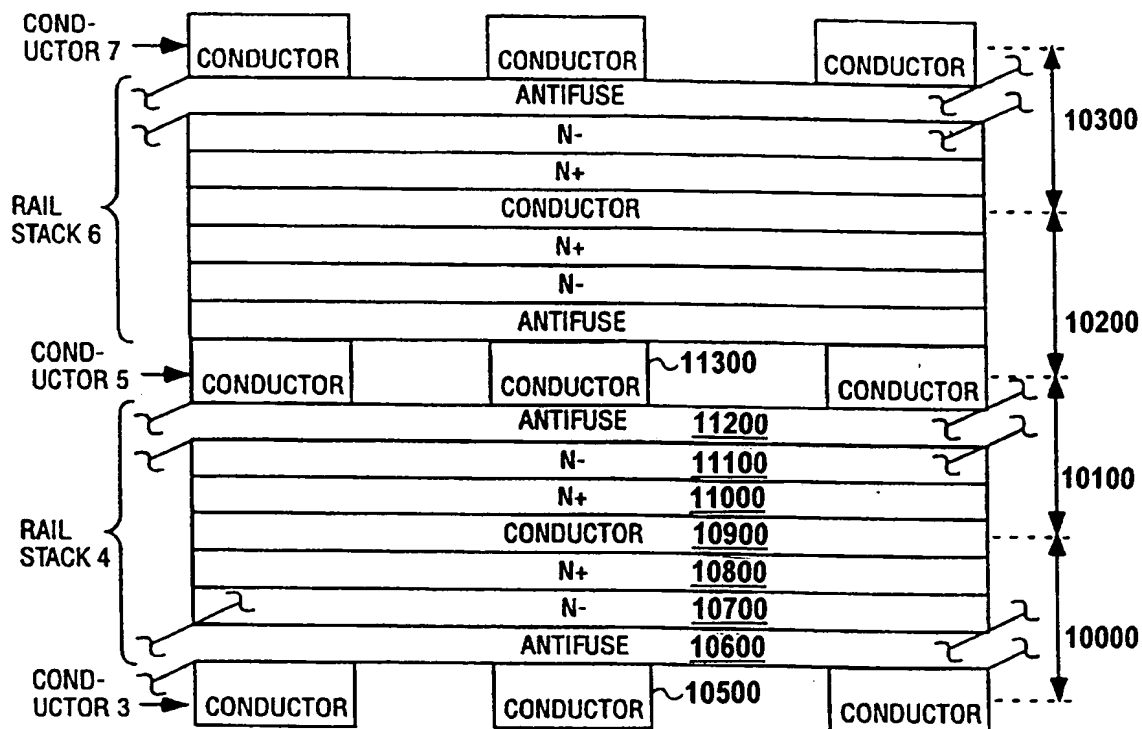 COND-
UCTOR 7
CONDUCTOR CONDUCTOR CONDUCTOR
ANTIFUSE
10300
N-
N+
RAIL
STACK 6
CONDUCTOR
N+
N-
10200
ANTIFUSE
COND-
UCTOR 5
CONDUCTOR CONDUCTOR 11300 CONDUCTOR
ANTIFUSE 11200
N- 11100
10100
N+ 11000
RAIL
STACK 4
CONDUCTOR 10900
N+ 10800
N- 10700
10000
ANTIFUSE 10600
COND-
UCTOR 3
CONDUCTOR CONDUCTOR 10500 CONDUCTOR